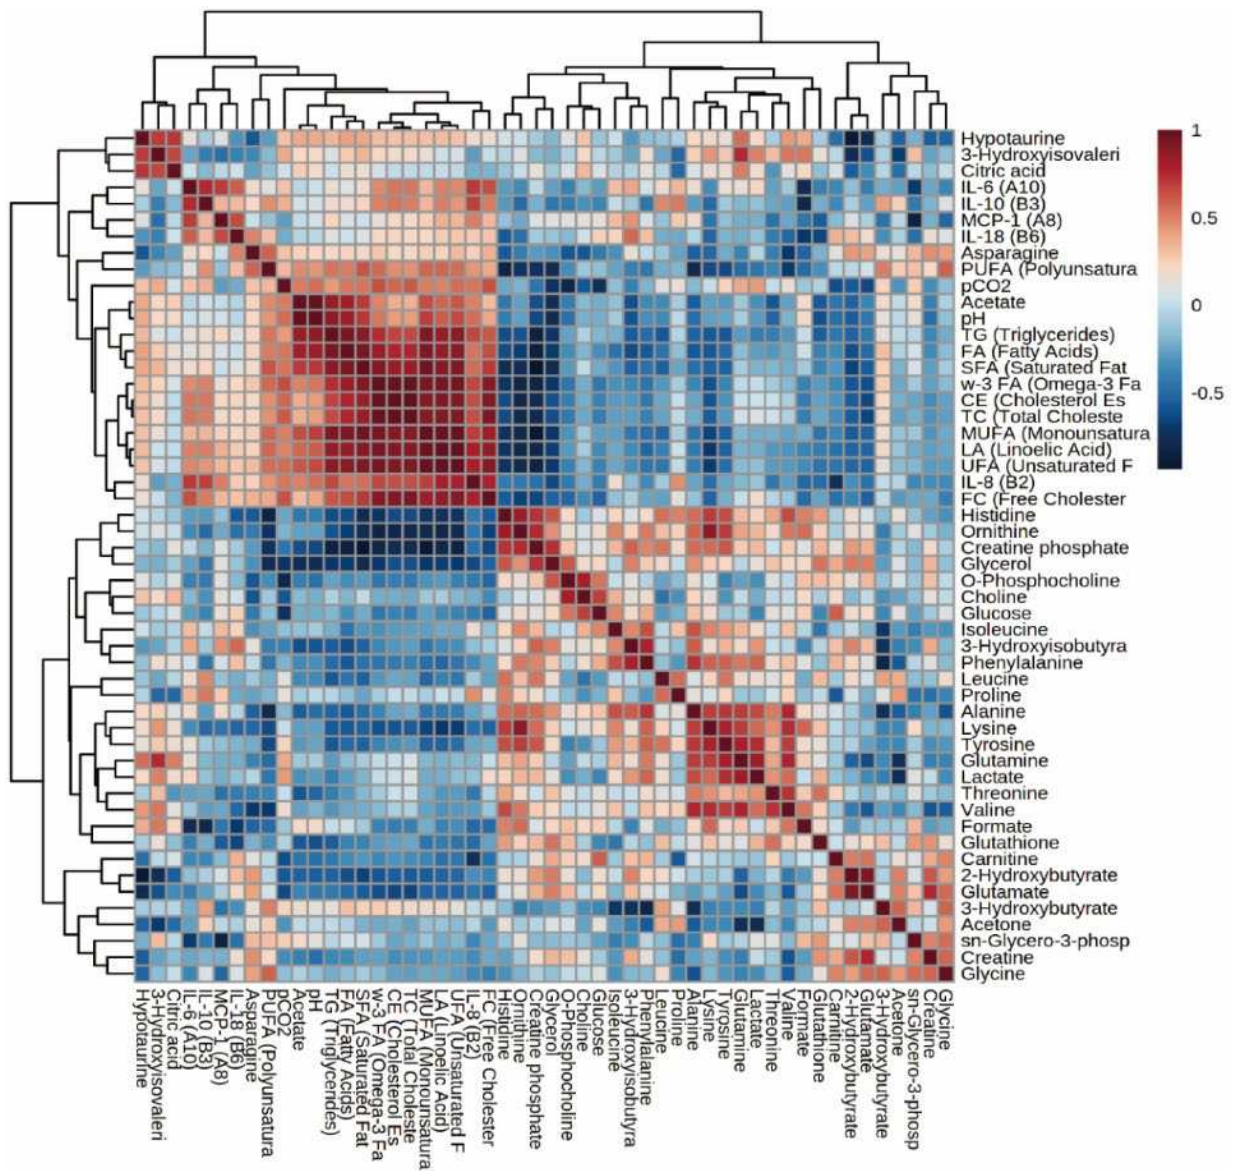 Hypotaurine
3-Hydroxyisovaleri
Citric acid
IL-6 (A10)
IL-10 (B3)
MCP-1 (A8)
IL-18 (B6)
Asparagine
PUFA (Polyunsatura
pCO2
Acetate
pH
TG (Triglycerides)
FA (Fatty Acids)
SFA (Saturated Fat
w-3 FA (Omega-3 Fa
CE (Cholesterol Es
TC (Total Choleste
MUFA (Monounsatura
LA (Linoelic Acid)
UFA (Unsaturated F
IL-8 (B2)
FC (Free Cholester
Histidine
Ornithine
Creatine phosphate
Glycerol
O-Phosphocholine
Choline
Glucose
Isoleucine
3-Hydroxyisobutyra
Phenylalanine
Leucine
Proline
Alanine
Lysine
Tyrosine
Glutamine
Lactate
Threonine
Valine
Formate
Glutathione
Carnitine
2-Hydroxybutyrate
Glutamate
3-Hydroxybutyrate
Acetone
sn-Glycero-3-phosp
Creatine
Glycine
1
0.5
0
-0.5
Hypotaurine
3-Hydroxyisovaleri
Citric acid
IL-6 (A10)
IL-10 (B3)
MCP-1 (A8)
IL-18 (B6)
Asparagine
PUFA (Polyunsatura
pCO2
Acetate
pH
TG (Triglycerides)
FA (Fatty Acids)
SFA (Saturated Fat
w-3 FA (Omega-3 Fa
CE (Cholesterol Es
TC (Total Choleste
MUFA (Monounsatura
LA (Linoelic Acid)
UFA (Unsaturated F
IL-8 (B2)
FC (Free Cholester
Histidine
Ornithine
Creatine phosphate
Glycerol
O-Phosphocholine
Choline
Glucose
Isoleucine
3-Hydroxyisobutyra
Phenylalanine
Leucine
Proline
Alanine
Lysine
Tyrosine
Glutamine
Lactate
Threonine
Valine
Formate
Glutathione
Carnitine
2-Hydroxybutyrate
Glutamate
3-Hydroxybutyrate
Acetone
sn-Glycero-3-phosp
Creatine
Glycine